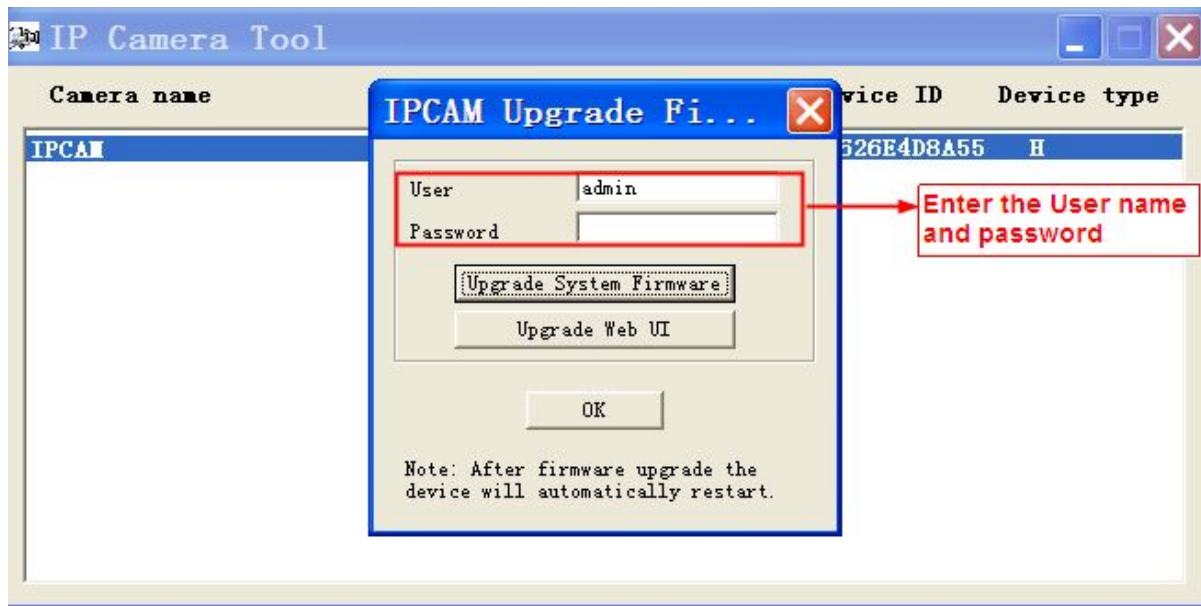 IP Camera Tool
Camera name
vice ID Device type
IPCAM
626E4D8A55 H
IPCAM Upgrade Fi...
User admin
Password
Enter the User name
and password
Upgrade System Firmware
Upgrade Web UI
OK
Note: After firmware upgrade the
device will automatically restart.